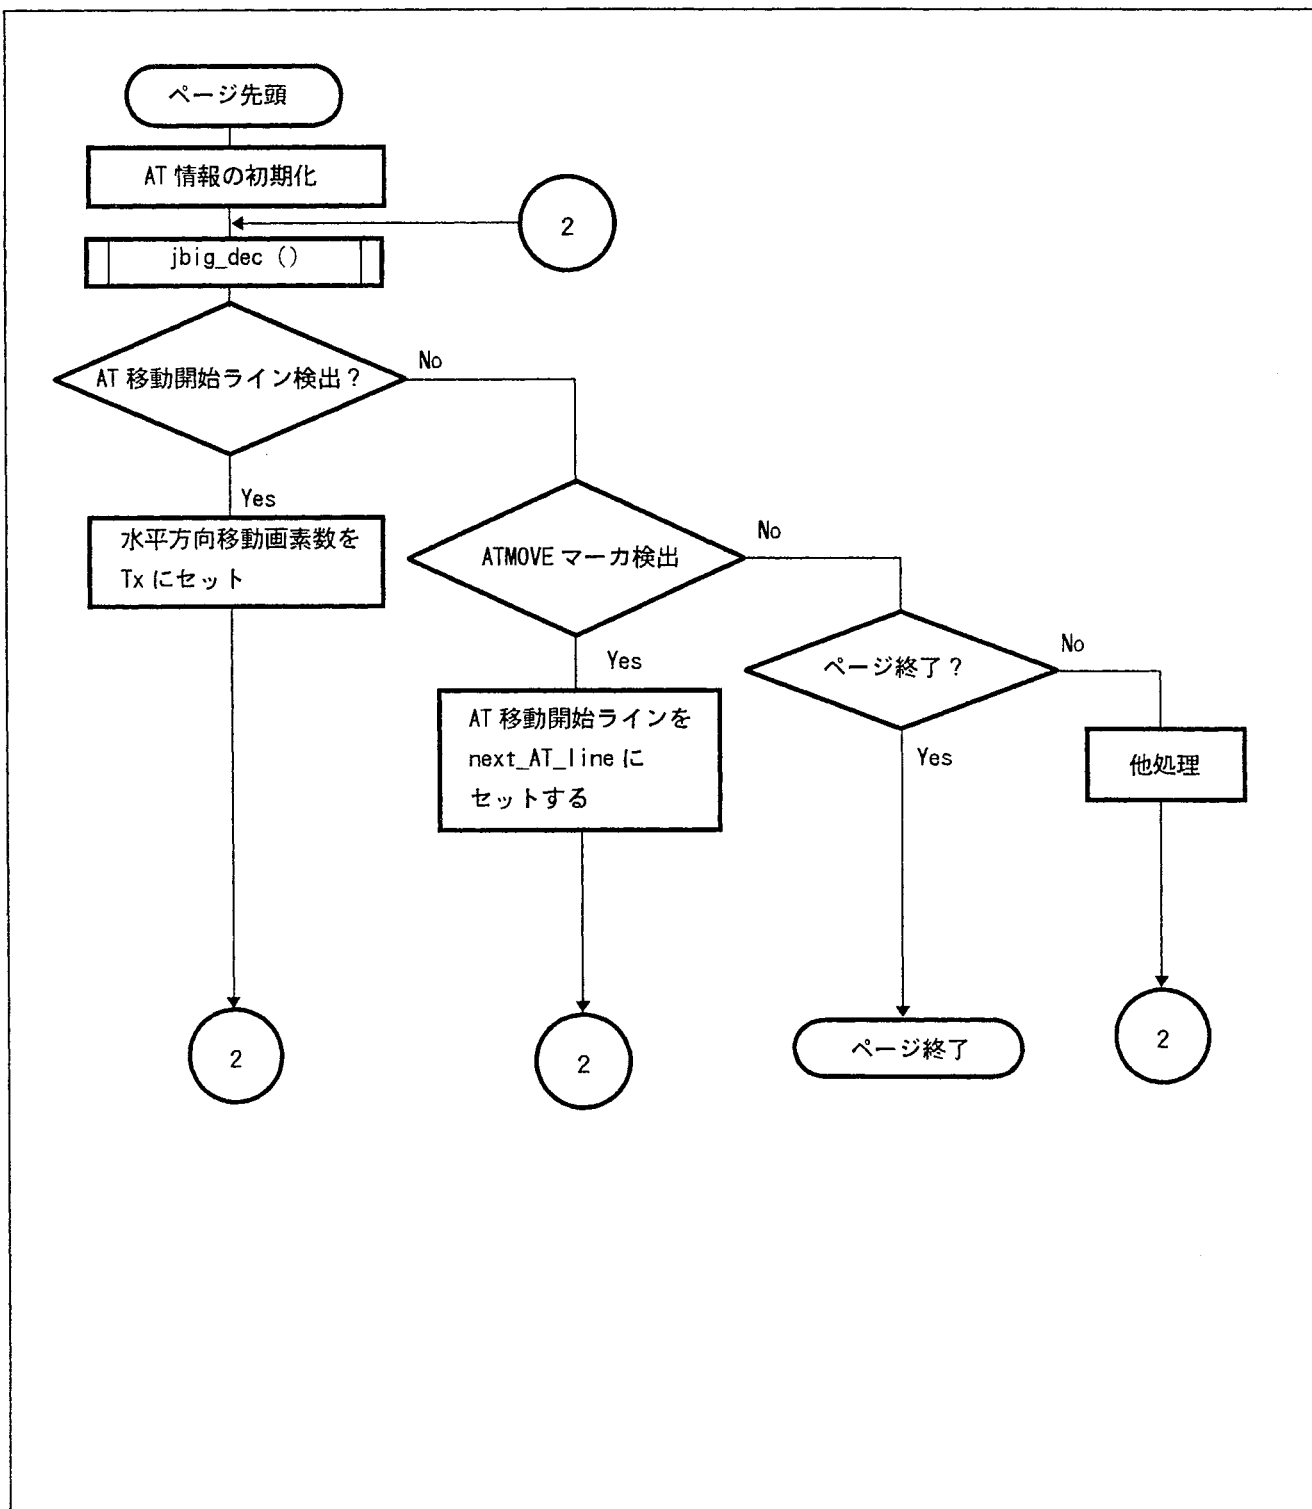 ページ先頭
AT 情報の初期化
2
jbig_dec ()
AT 移動開始ライン検出？
No
Yes
水平方向移動画素数を
Tx にセット
ATMOVE マーカ検出
No
Yes
AT 移動開始ラインを
next_AT_line に
セットする
ページ終了？
No
Yes
他処理
2
2
ページ終了
2